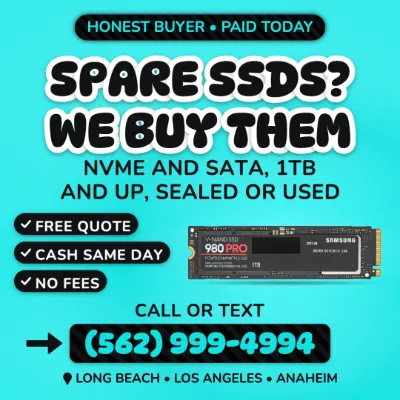 HONEST BUYER • PAID TODAY
SPARE SSDS?
WE BUY THEM
NVME AND SATA, 1TB
AND UP, SEALED OR USED
✓ FREE QUOTE
✓ CASH SAME DAY
✓ NO FEES
V-NAND SSD
980 PRO
1TB
SAMSUNG
CALL OR TEXT
→ (562) 999-4994
LONG BEACH • LOS ANGELES • ANAHEIM